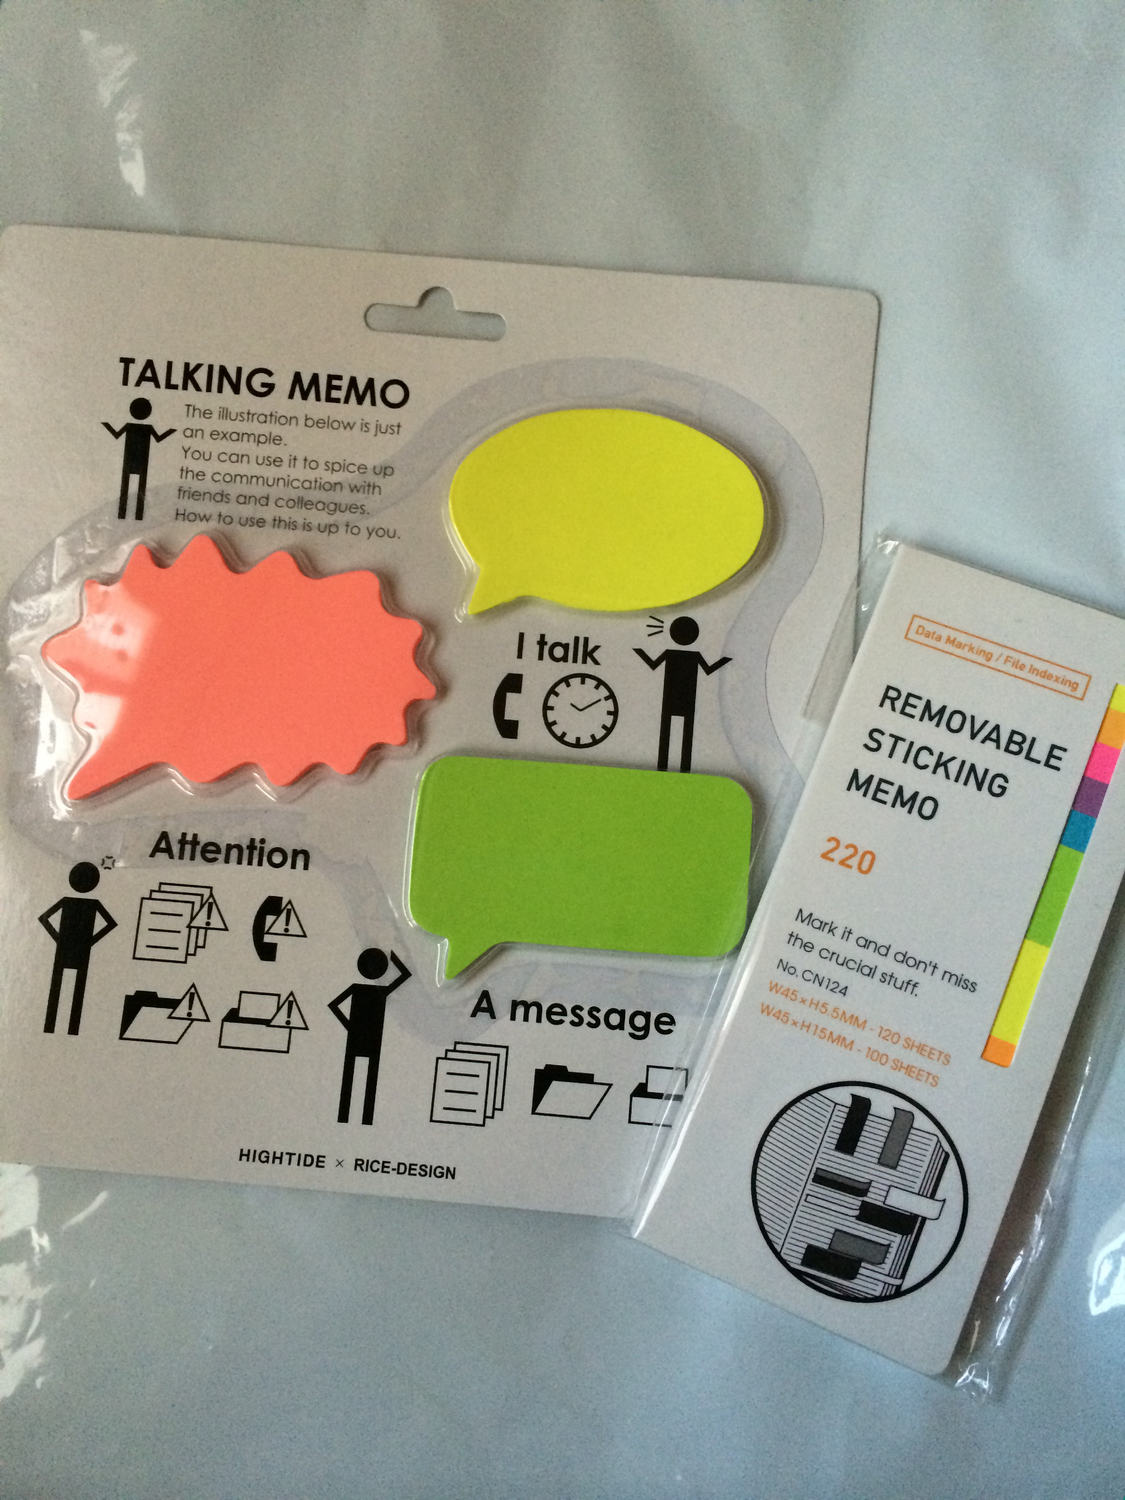 TALKING MEMO
The illustration below is just
an example.
You can use it to spice up
the communication with
friends and colleagues.
How to use this is up to you.
I talk
Attention
A message
HIGHTIDE × RICE-DESIGN
Data Marking / File Indexing
REMOVABLE
STICKING
MEMO
220
Mark it and don't miss
the crucial stuff.
No. CN124
W45×H5.5MM - 120 SHEETS
W45×H15MM - 100 SHEETS